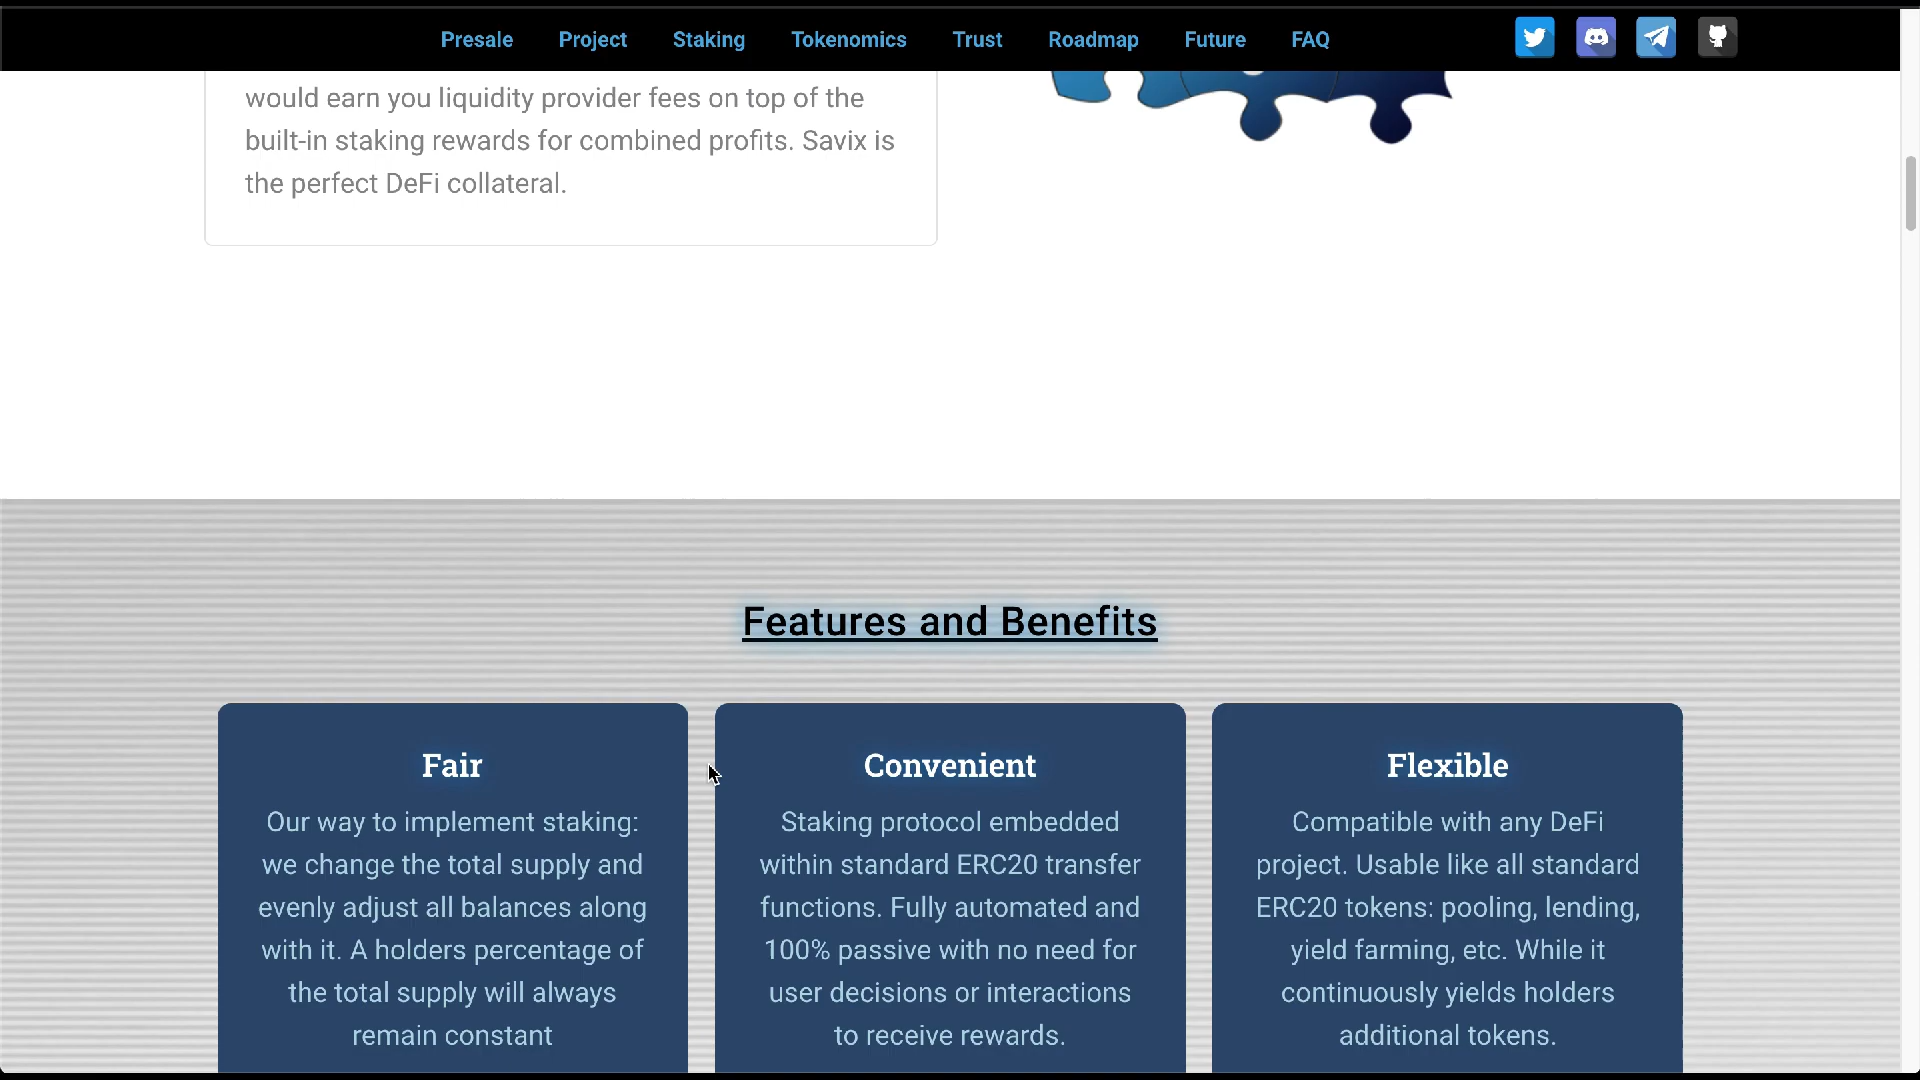 Presale Project Staking Tokenomics Trust Roadmap Future FAQ
would earn you liquidity provider fees on top of the
built-in staking rewards for combined profits. Savix is
the perfect DeFi collateral.
Features and Benefits
Fair
Our way to implement staking:
we change the total supply and
evenly adjust all balances along
with it. A holders percentage of
the total supply will always
remain constant
Convenient
Staking protocol embedded
within standard ERC20 transfer
functions. Fully automated and
100% passive with no need for
user decisions or interactions
to receive rewards.
Flexible
Compatible with any DeFi
project. Usable like all standard
ERC20 tokens: pooling, lending,
yield farming, etc. While it
continuously yields holders
additional tokens.